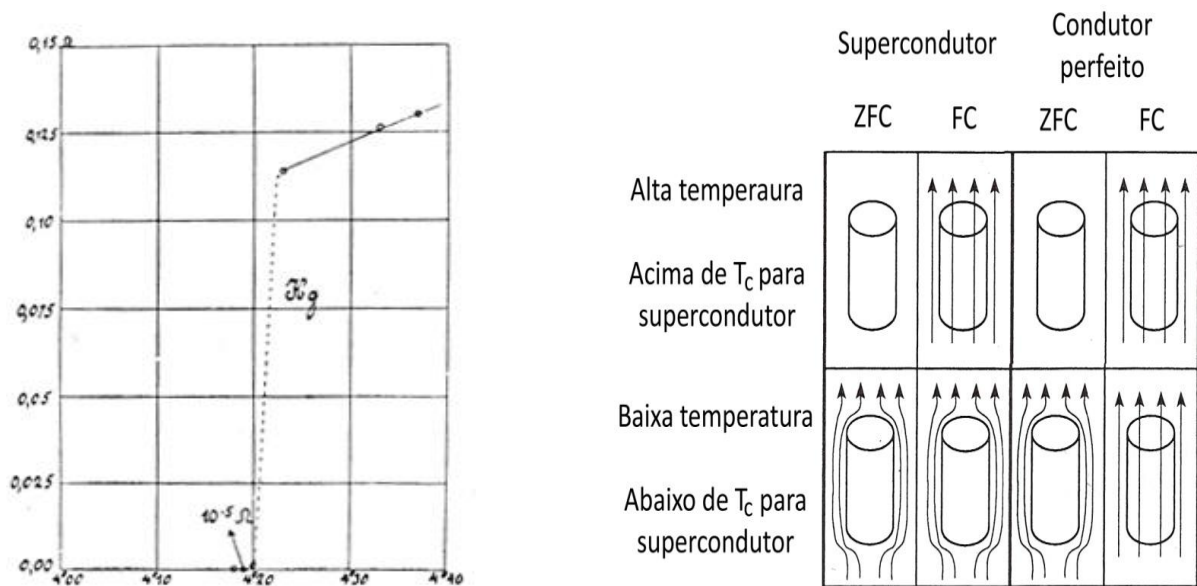 0,15 Ω
0,125
0,10
0,075
0,05
0,025
0,00
Hg
10⁻⁵ Ω
4°00
4°10
4°20
4°30
4°40
Supercondutor
Condutor
perfeito
ZFC
FC
ZFC
FC
Alta temperaura
Acima de T꜀ para
supercondutor
Baixa temperatura
Abaixo de T꜀ para
supercondutor